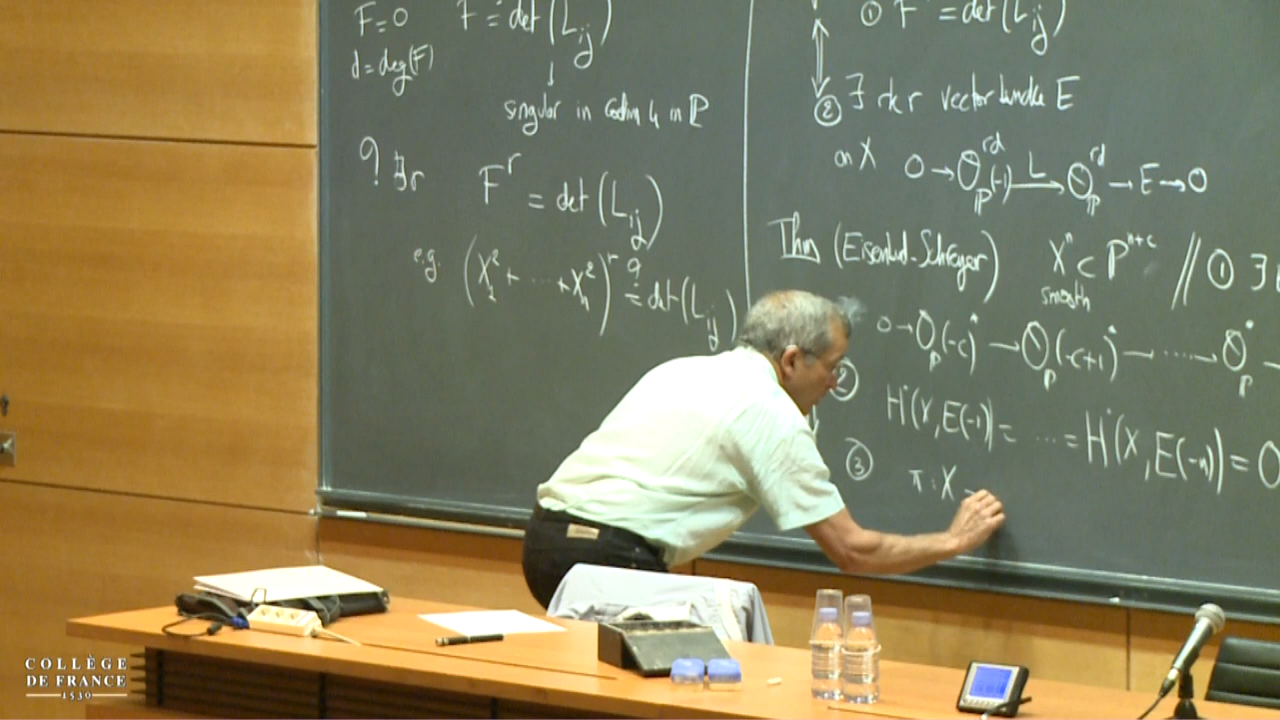 F=0 F = det(L_ij)
d=deg(F)
↓
singular in codim 4 in ℙ
? ∃r F^r = det(L_ij)
e.g. (X_1^2 + ⋯ + X_n^2)^r ?= det(L_ij)
① F^r = det(L_ij)
② ∃ rk r vector bundle E
on X 0 → O_ℙ^rd(-1) →^L O_ℙ^rd → E → 0
Thm (Eisenbud-Schreyer) X^n ⊂ P^{n+c} // ① ∃
smooth
0 → O_P(-c)^• → O_P(-c+1)^• → ⋯ → O_P^• →
② H^•(X, E(-1)) = ⋯ = H^•(X, E(-n)) = 0
③ π: X →
COLLÈGE
DE FRANCE
1530